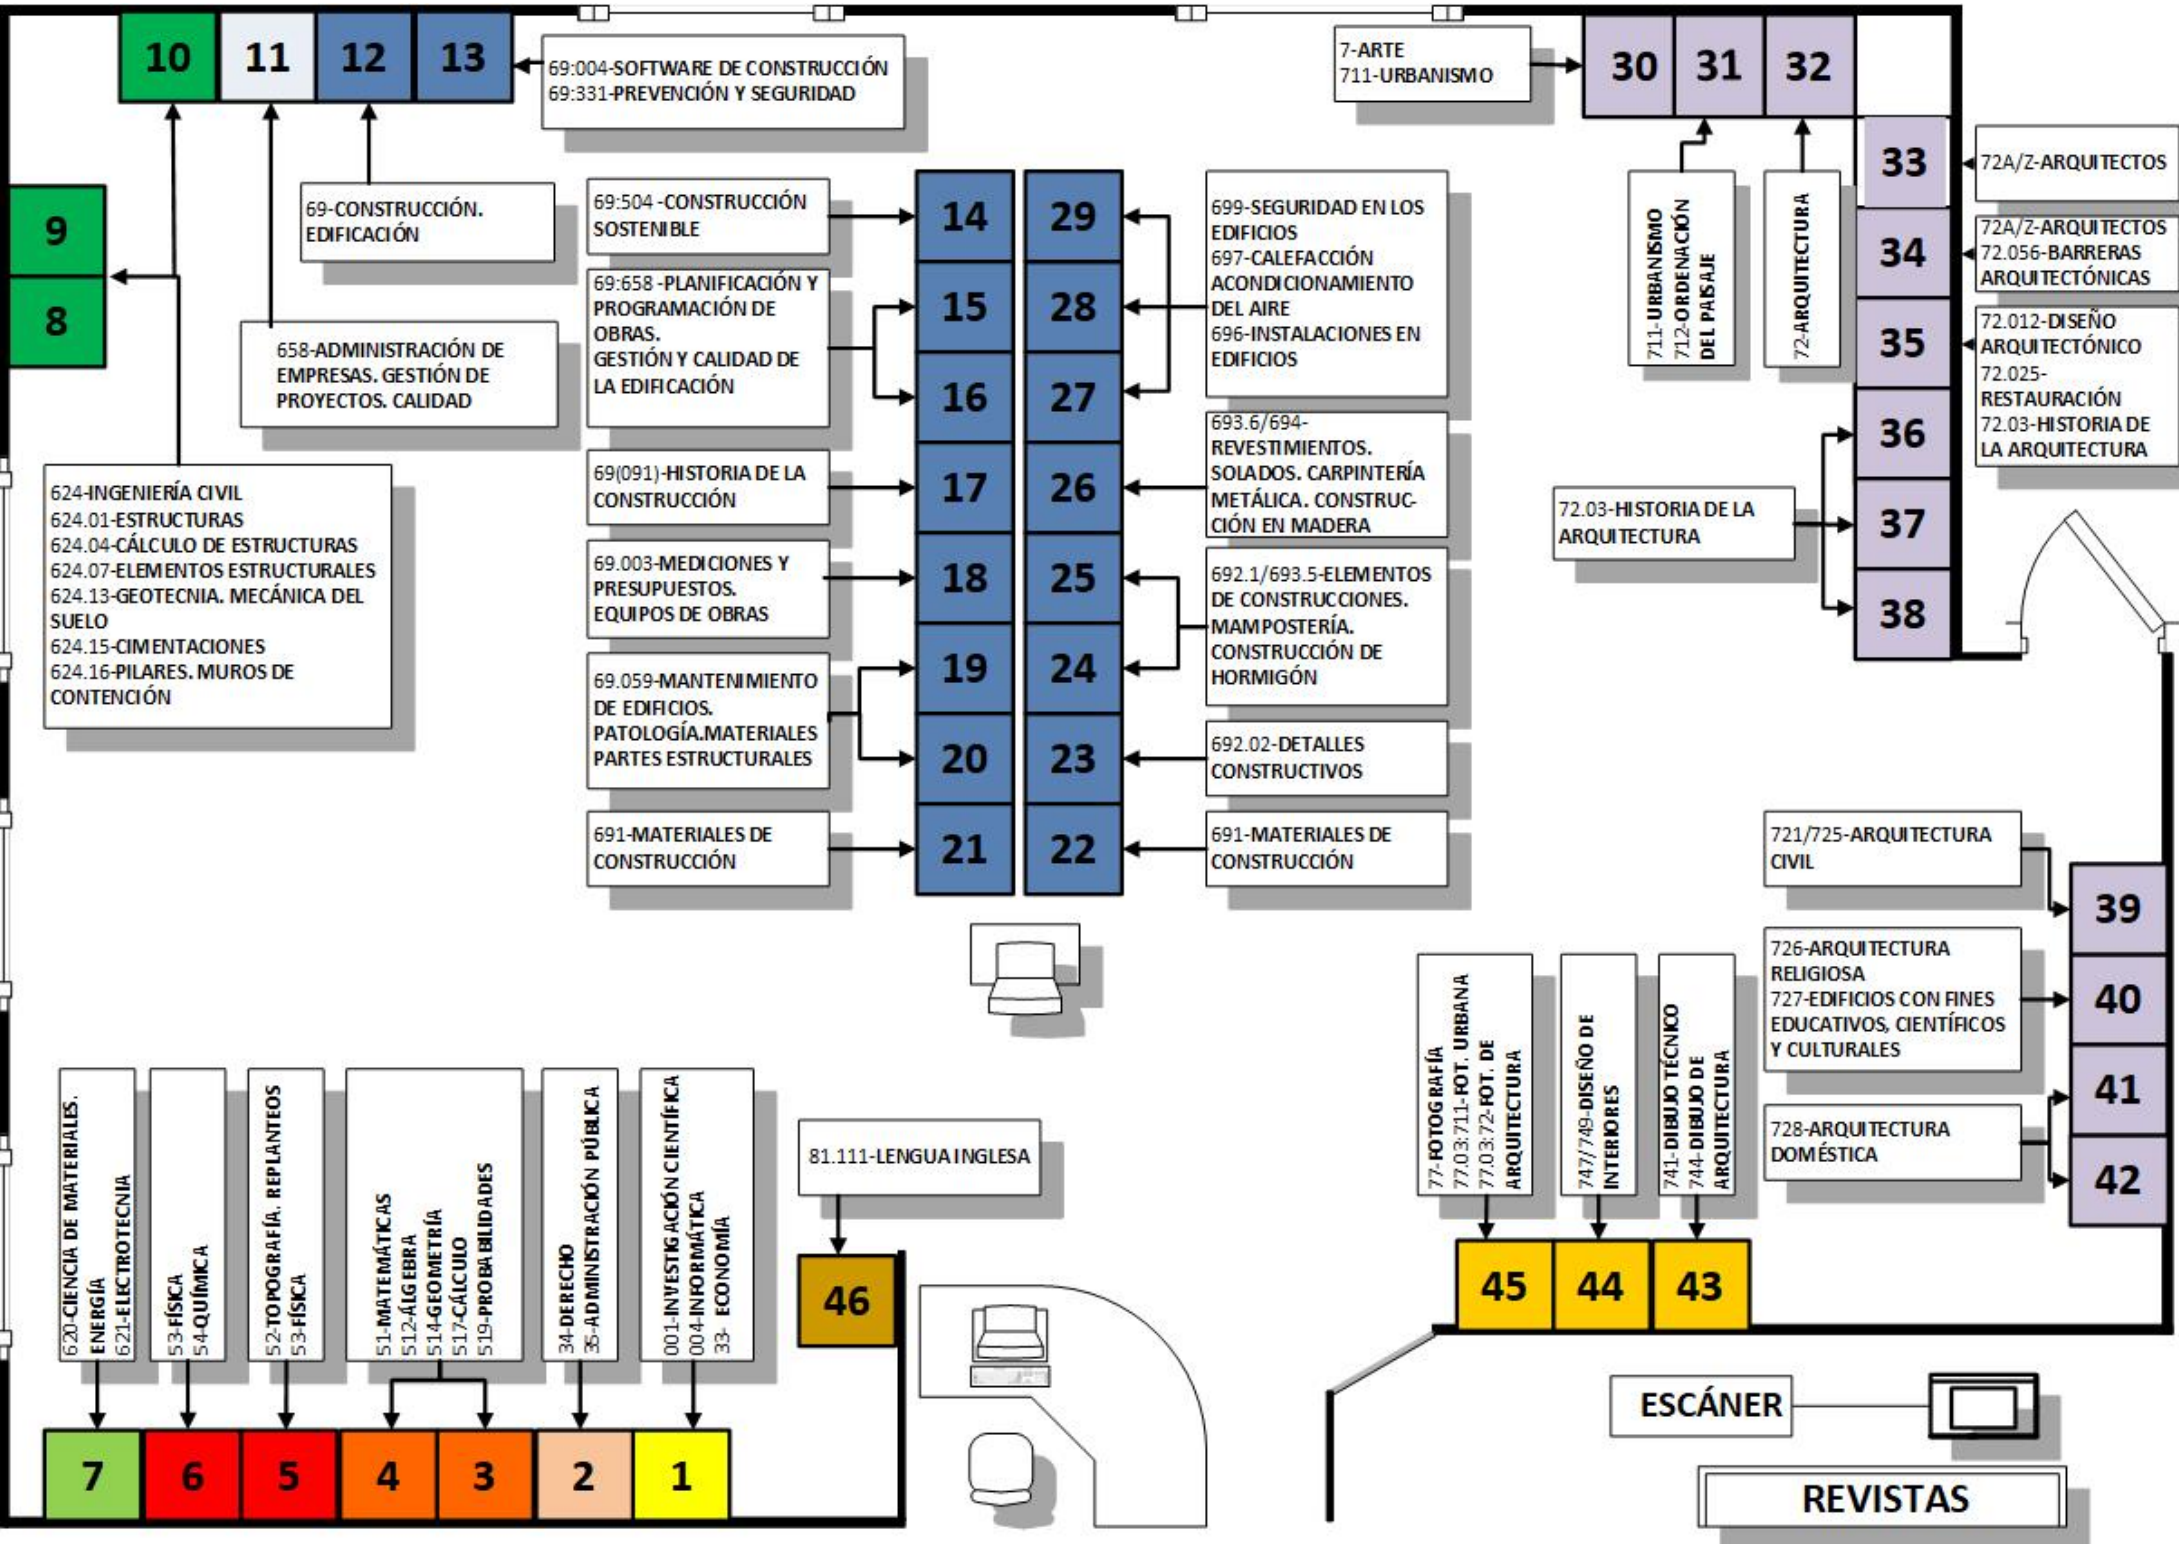 10
11
12
13
69:004-SOFTWARE DE CONSTRUCCIÓN
69:331-PREVENCIÓN Y SEGURIDAD
7-ARTE
711-URBANISMO
30
31
32
33
72A/Z-ARQUITECTOS
9
8
69-CONSTRUCCIÓN.
EDIFICACIÓN
658-ADMINISTRACIÓN DE
EMPRESAS. GESTIÓN DE
PROYECTOS. CALIDAD
624-INGENIERÍA CIVIL
624.01-ESTRUCTURAS
624.04-CÁLCULO DE ESTRUCTURAS
624.07-ELEMENTOS ESTRUCTURALES
624.13-GEOTECNIA. MECÁNICA DEL
SUELO
624.15-CIMENTACIONES
624.16-PILARES. MUROS DE
CONTENCIÓN
69:504 -CONSTRUCCIÓN
SOSTENIBLE
69:658 -PLANIFICACIÓN Y
PROGRAMACIÓN DE
OBRAS.
GESTIÓN Y CALIDAD DE
LA EDIFICACIÓN
69(091)-HISTORIA DE LA
CONSTRUCCIÓN
69.003-MEDICIONES Y
PRESUPUESTOS.
EQUIPOS DE OBRAS
69.059-MANTENIMIENTO
DE EDIFICIOS.
PATOLOGÍA.MATERIALES
PARTES ESTRUCTURALES
691-MATERIALES DE
CONSTRUCCIÓN
14
15
16
17
18
19
20
21
29
28
27
26
25
24
23
22
699-SEGURIDAD EN LOS
EDIFICIOS
697-CALEFACCIÓN
ACONDICIONAMIENTO
DEL AIRE
696-INSTALACIONES EN
EDIFICIOS
693.6/694-
REVESTIMIENTOS.
SOLADOS. CARPINTERÍA
METÁLICA. CONSTRUC-
CIÓN EN MADERA
692.1/693.5-ELEMENTOS
DE CONSTRUCCIONES.
MAMPOSTERÍA.
CONSTRUCCIÓN DE
HORMIGÓN
692.02-DETALLES
CONSTRUCTIVOS
691-MATERIALES DE
CONSTRUCCIÓN
711-URBANISMO
712-ORDENACIÓN
DEL PAISAJE
72-ARQUITECTURA
34
35
36
37
38
72A/Z-ARQUITECTOS
72.056-BARRERAS
ARQUITECTÓNICAS
72.012-DISEÑO
ARQUITECTÓNICO
72.025-
RESTAURACIÓN
72.03-HISTORIA DE
LA ARQUITECTURA
72.03-HISTORIA DE LA
ARQUITECTURA
721/725-ARQUITECTURA
CIVIL
726-ARQUITECTURA
RELIGIOSA
727-EDIFICIOS CON FINES
EDUCATIVOS, CIENTÍFICOS
Y CULTURALES
728-ARQUITECTURA
DOMÉSTICA
39
40
41
42
77-FOTOGRAFÍA
77.03:711-FOT. URBANA
77.03:72-FOT. DE
ARQUITECTURA
747/749-DISEÑO DE
INTERIORES
741-DIBUJO TÉCNICO
744-DIBUJO DE
ARQUITECTURA
45
44
43
620-CIENCIA DE MATERIALES.
ENERGÍA
621-ELECTROTECNIA
53-FÍSICA
54-QUÍMICA
52-TOPOGRAFÍA. REPLANTEOS
53-FÍSICA
51-MATEMÁTICAS
512-ÁLGEBRA
514-GEOMETRÍA
517-CÁLCULO
519-PROBABILIDADES
34-DERECHO
35-ADMINISTRACIÓN PÚBLICA
001-INVESTIGACIÓN CIENTÍFICA
004-INFORMÁTICA
33- ECONOMÍA
81.111-LENGUA INGLESA
46
7
6
5
4
3
2
1
ESCÁNER
REVISTAS